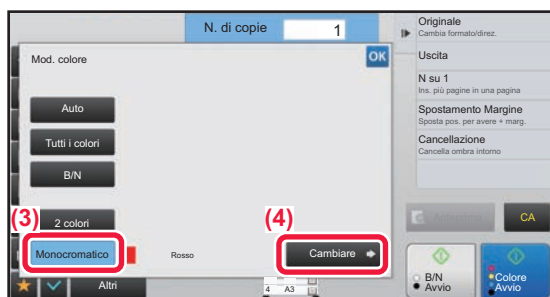 N. di copie
1
Originale
Cambia formato/direz.
Mod. colore
OK
Uscita
N su 1
Ins. più pagine in una pagina
Auto
Spostamento Margine
Sposta pos. per avere + marg.
Tutti i colori
Cancellazione
Cancella ombra intorno
B/N
(3)
(4)
2 colori
CA
Monocromatico
Rosso
Cambiare
Altri
4 A3
B/N
Avvio
Colore
Avvio